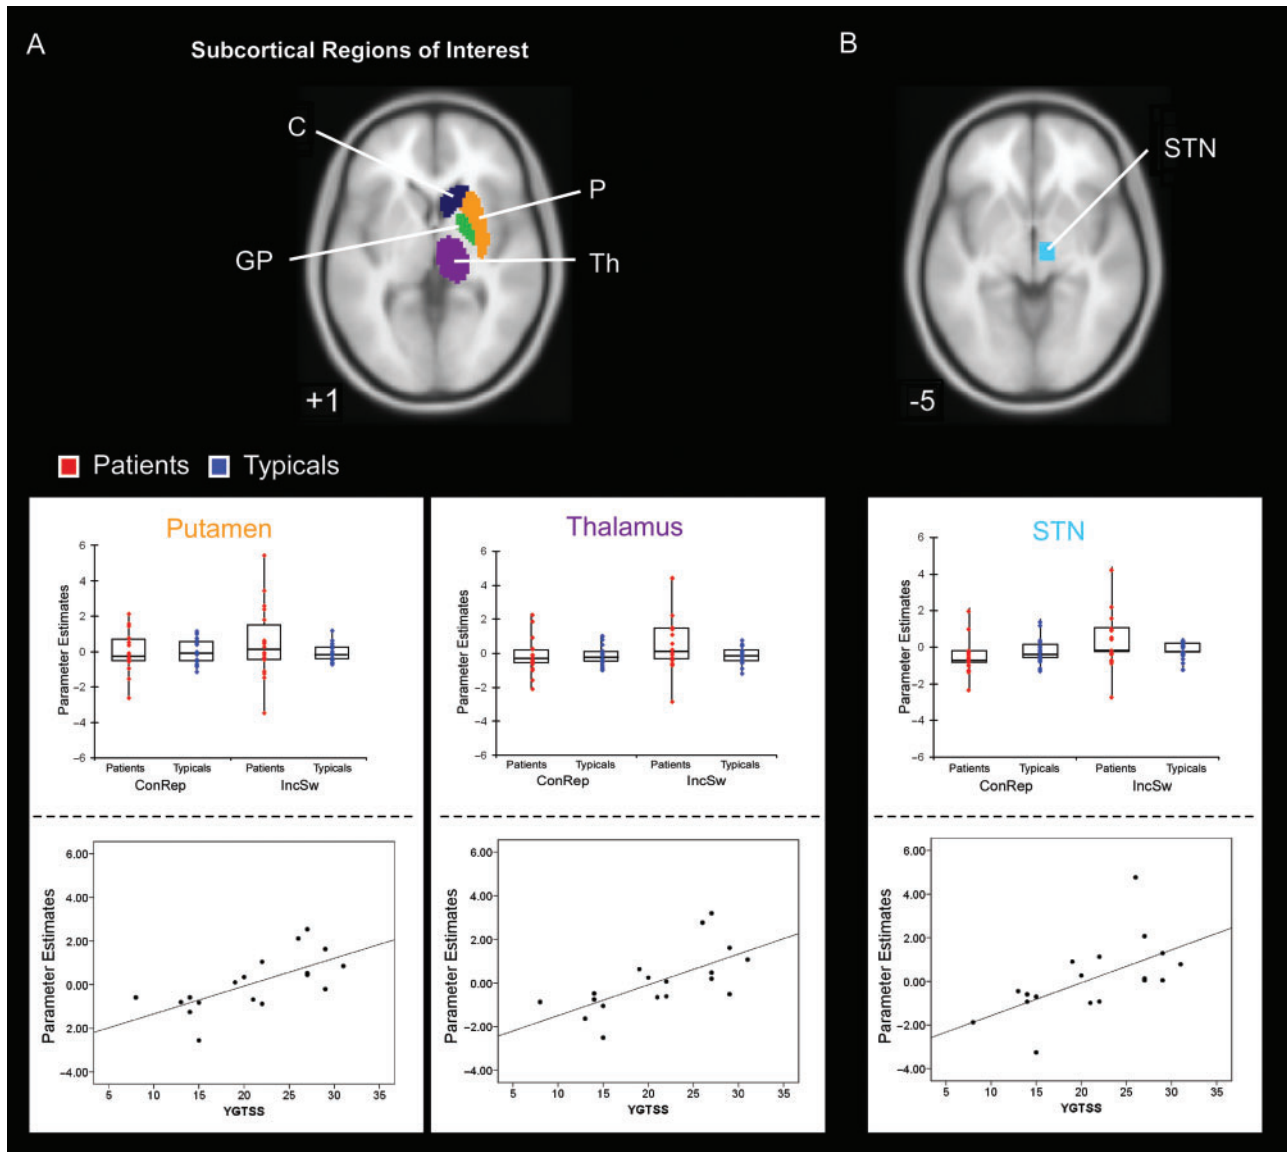 A
Subcortical Regions of Interest
B
C
P
GP
Th
STN
+1
-5
Patients Typicals
Putamen
Parameter Estimates
6
4
2
0
−2
−4
−6
Patients Typicals Patients Typicals
ConRep IncSw
Parameter Estimates
6.00
4.00
2.00
0.00
2.00
−4.00
5 10 15 20 25 30 35
YGTSS
Thalamus
Parameter Estimates
6
4
2
0
−2
−4
−6
Patients Typicals Patients Typicals
ConRep IncSw
Parameter Estimates
6.00
4.00
2.00
0.00
−2.00
−4.00
5 10 15 20 25 30 35
YGTSS
STN
Parameter Estimates
6
4
2
0
−2
−4
−6
Patients Typicals Patients Typicals
ConRep IncSw
Parameter Estimates
6.00
4.00
2.00
0.00
−2.00
−4.00
5 10 15 20 25 30 35
YGTSS